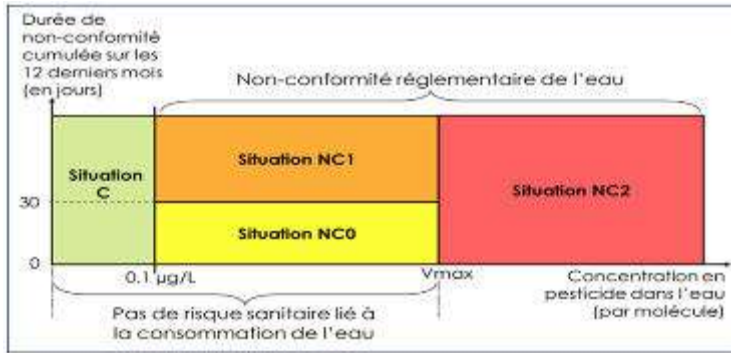 Durée de
non-conformité
cumulée sur les
12 derniers mois
(en jours)
Non-conformité réglementaire de l'eau
Situation
C
Situation NC1
Situation NC2
30
Situation NC0
0
0.1 µg/L
Vmax
Concentration en
pesticide dans l'eau
(par molécule)
Pas de risque sanitaire lié à
la consommation de l'eau